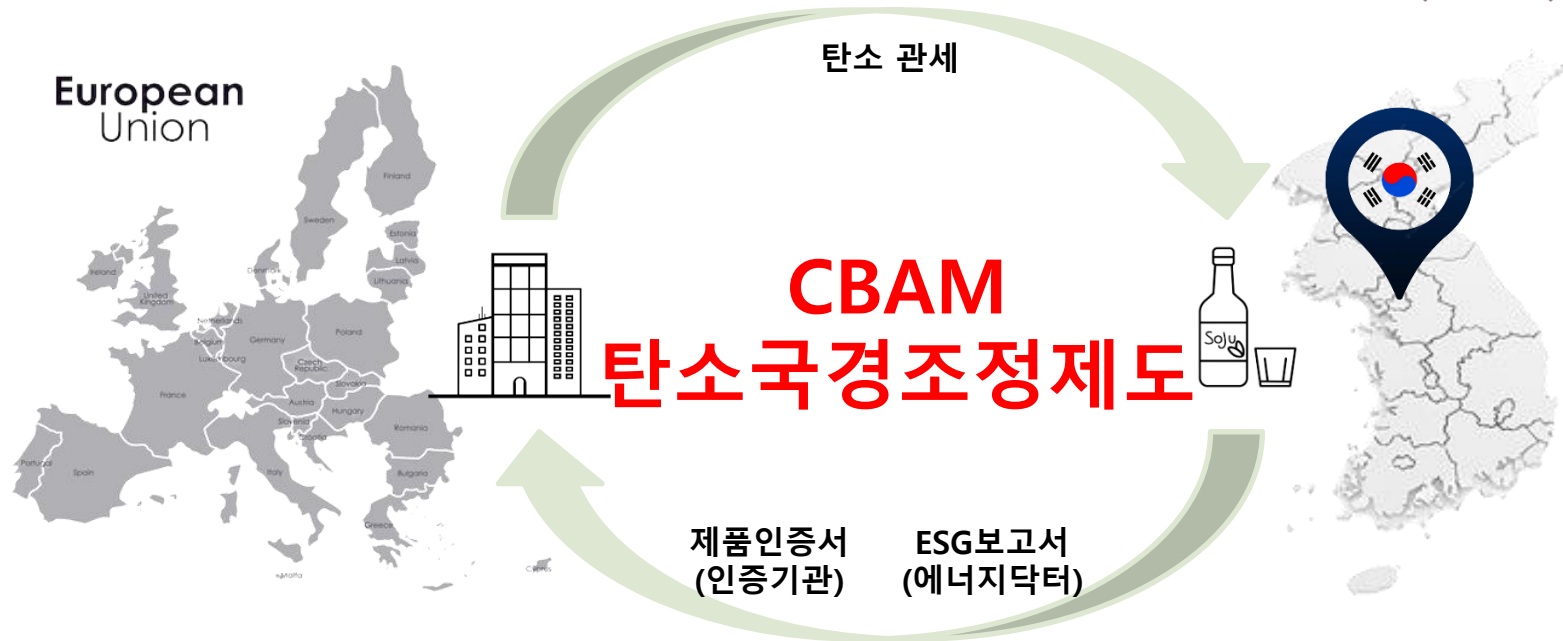 탄소 관세
European
Union
Finland
Sweden
Estonia
Latvia
Lithuania
Denmark
Ireland
United
Kingdom
Netherlands
Belgium
Luxembourg
Germany
Poland
Czech
Republic
Slovakia
France
Austria
Hungary
Slovenia
Croatia
Romania
Portugal
Spain
Italy
Bulgaria
Greece
Malta
Cyprus
CBAM
탄소국경조정제도
Soju
제품인증서
(인증기관)
ESG보고서
(에너지닥터)